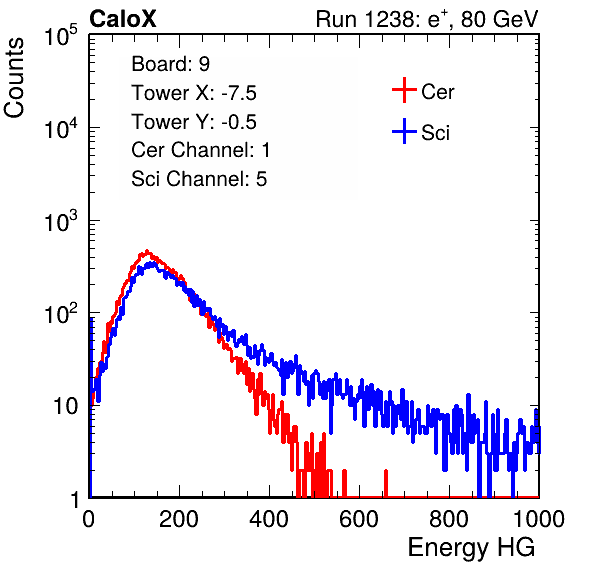 CaloX Run 1238: e⁺, 80 GeV
Counts
Board: 9
Tower X: -7.5
Tower Y: -0.5
Cer Channel: 1
Sci Channel: 5
Cer
Sci
10⁵
10⁴
10³
10²
10
1
0 200 400 600 800 1000
Energy HG